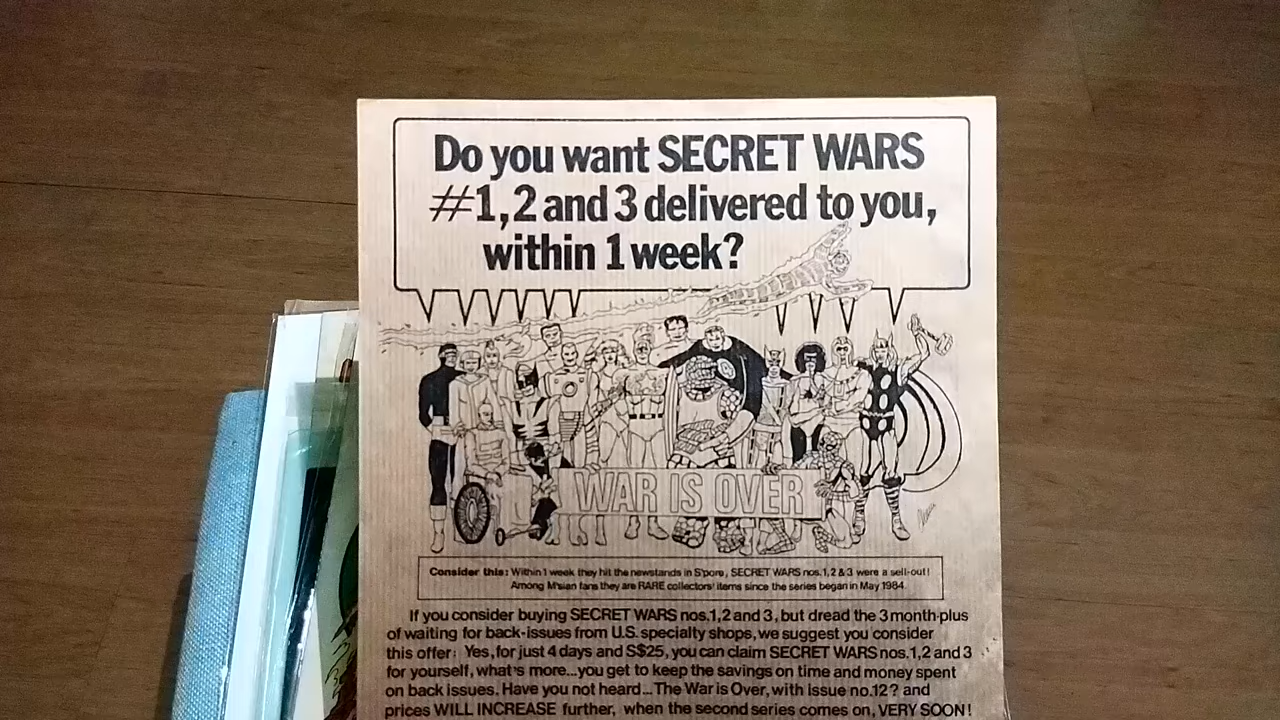 Do you want SECRET WARS
#1,2 and 3 delivered to you,
within 1 week?
WAR IS OVER
Consider this: Within 1 week they hit the newstands in S'pore, SECRET WARS nos.1,2 & 3 were a sell-out!
Among M'sian fans they are RARE collectors' items since the series began in May 1984.
If you consider buying SECRET WARS nos.1,2 and 3, but dread the 3 month-plus
of waiting for back-issues from U.S. specialty shops, we suggest you consider
this offer: Yes, for just 4 days and S$25, you can claim SECRET WARS nos.1,2 and 3
for yourself, what's more...you get to keep the savings on time and money spent
on back issues. Have you not heard...The War is Over, with issue no.12? and
prices WILL INCREASE further, when the second series comes on, VERY SOON!